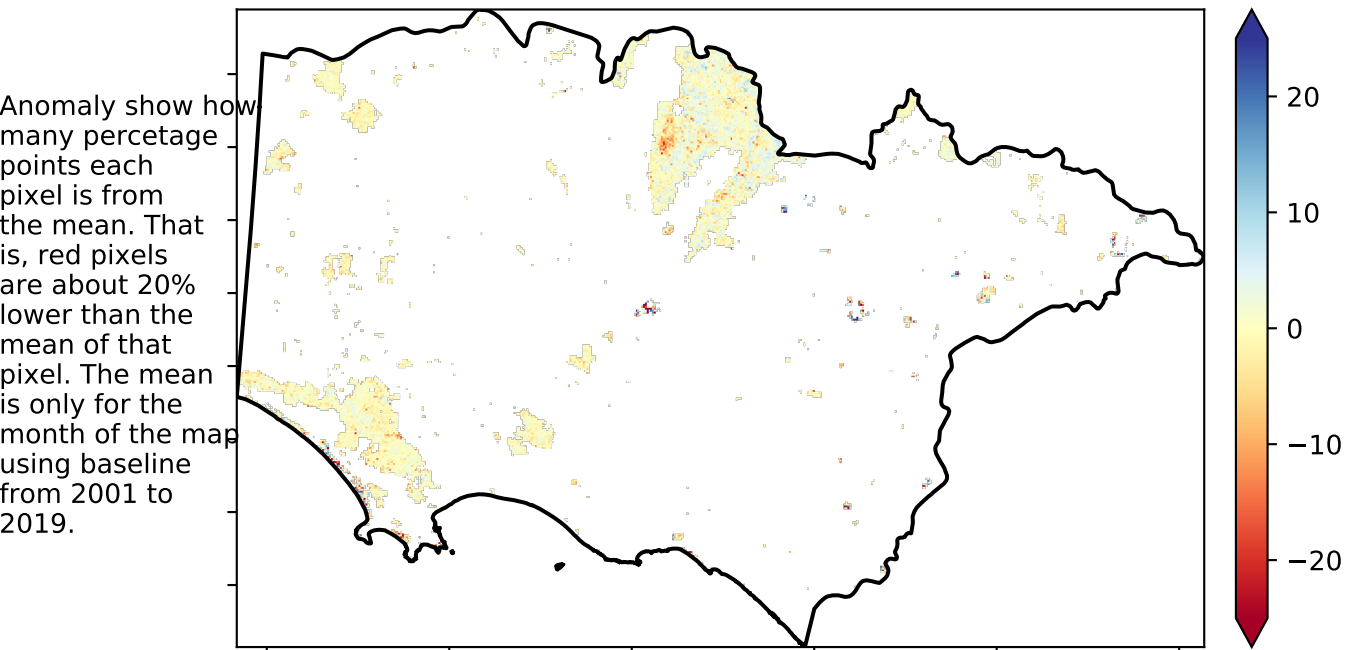 Anomaly show how
many percetage
points each
pixel is from
the mean. That
is, red pixels
are about 20%
lower than the
mean of that
pixel. The mean
is only for the
month of the map
using baseline
from 2001 to
2019.
20
10
0
−10
−20